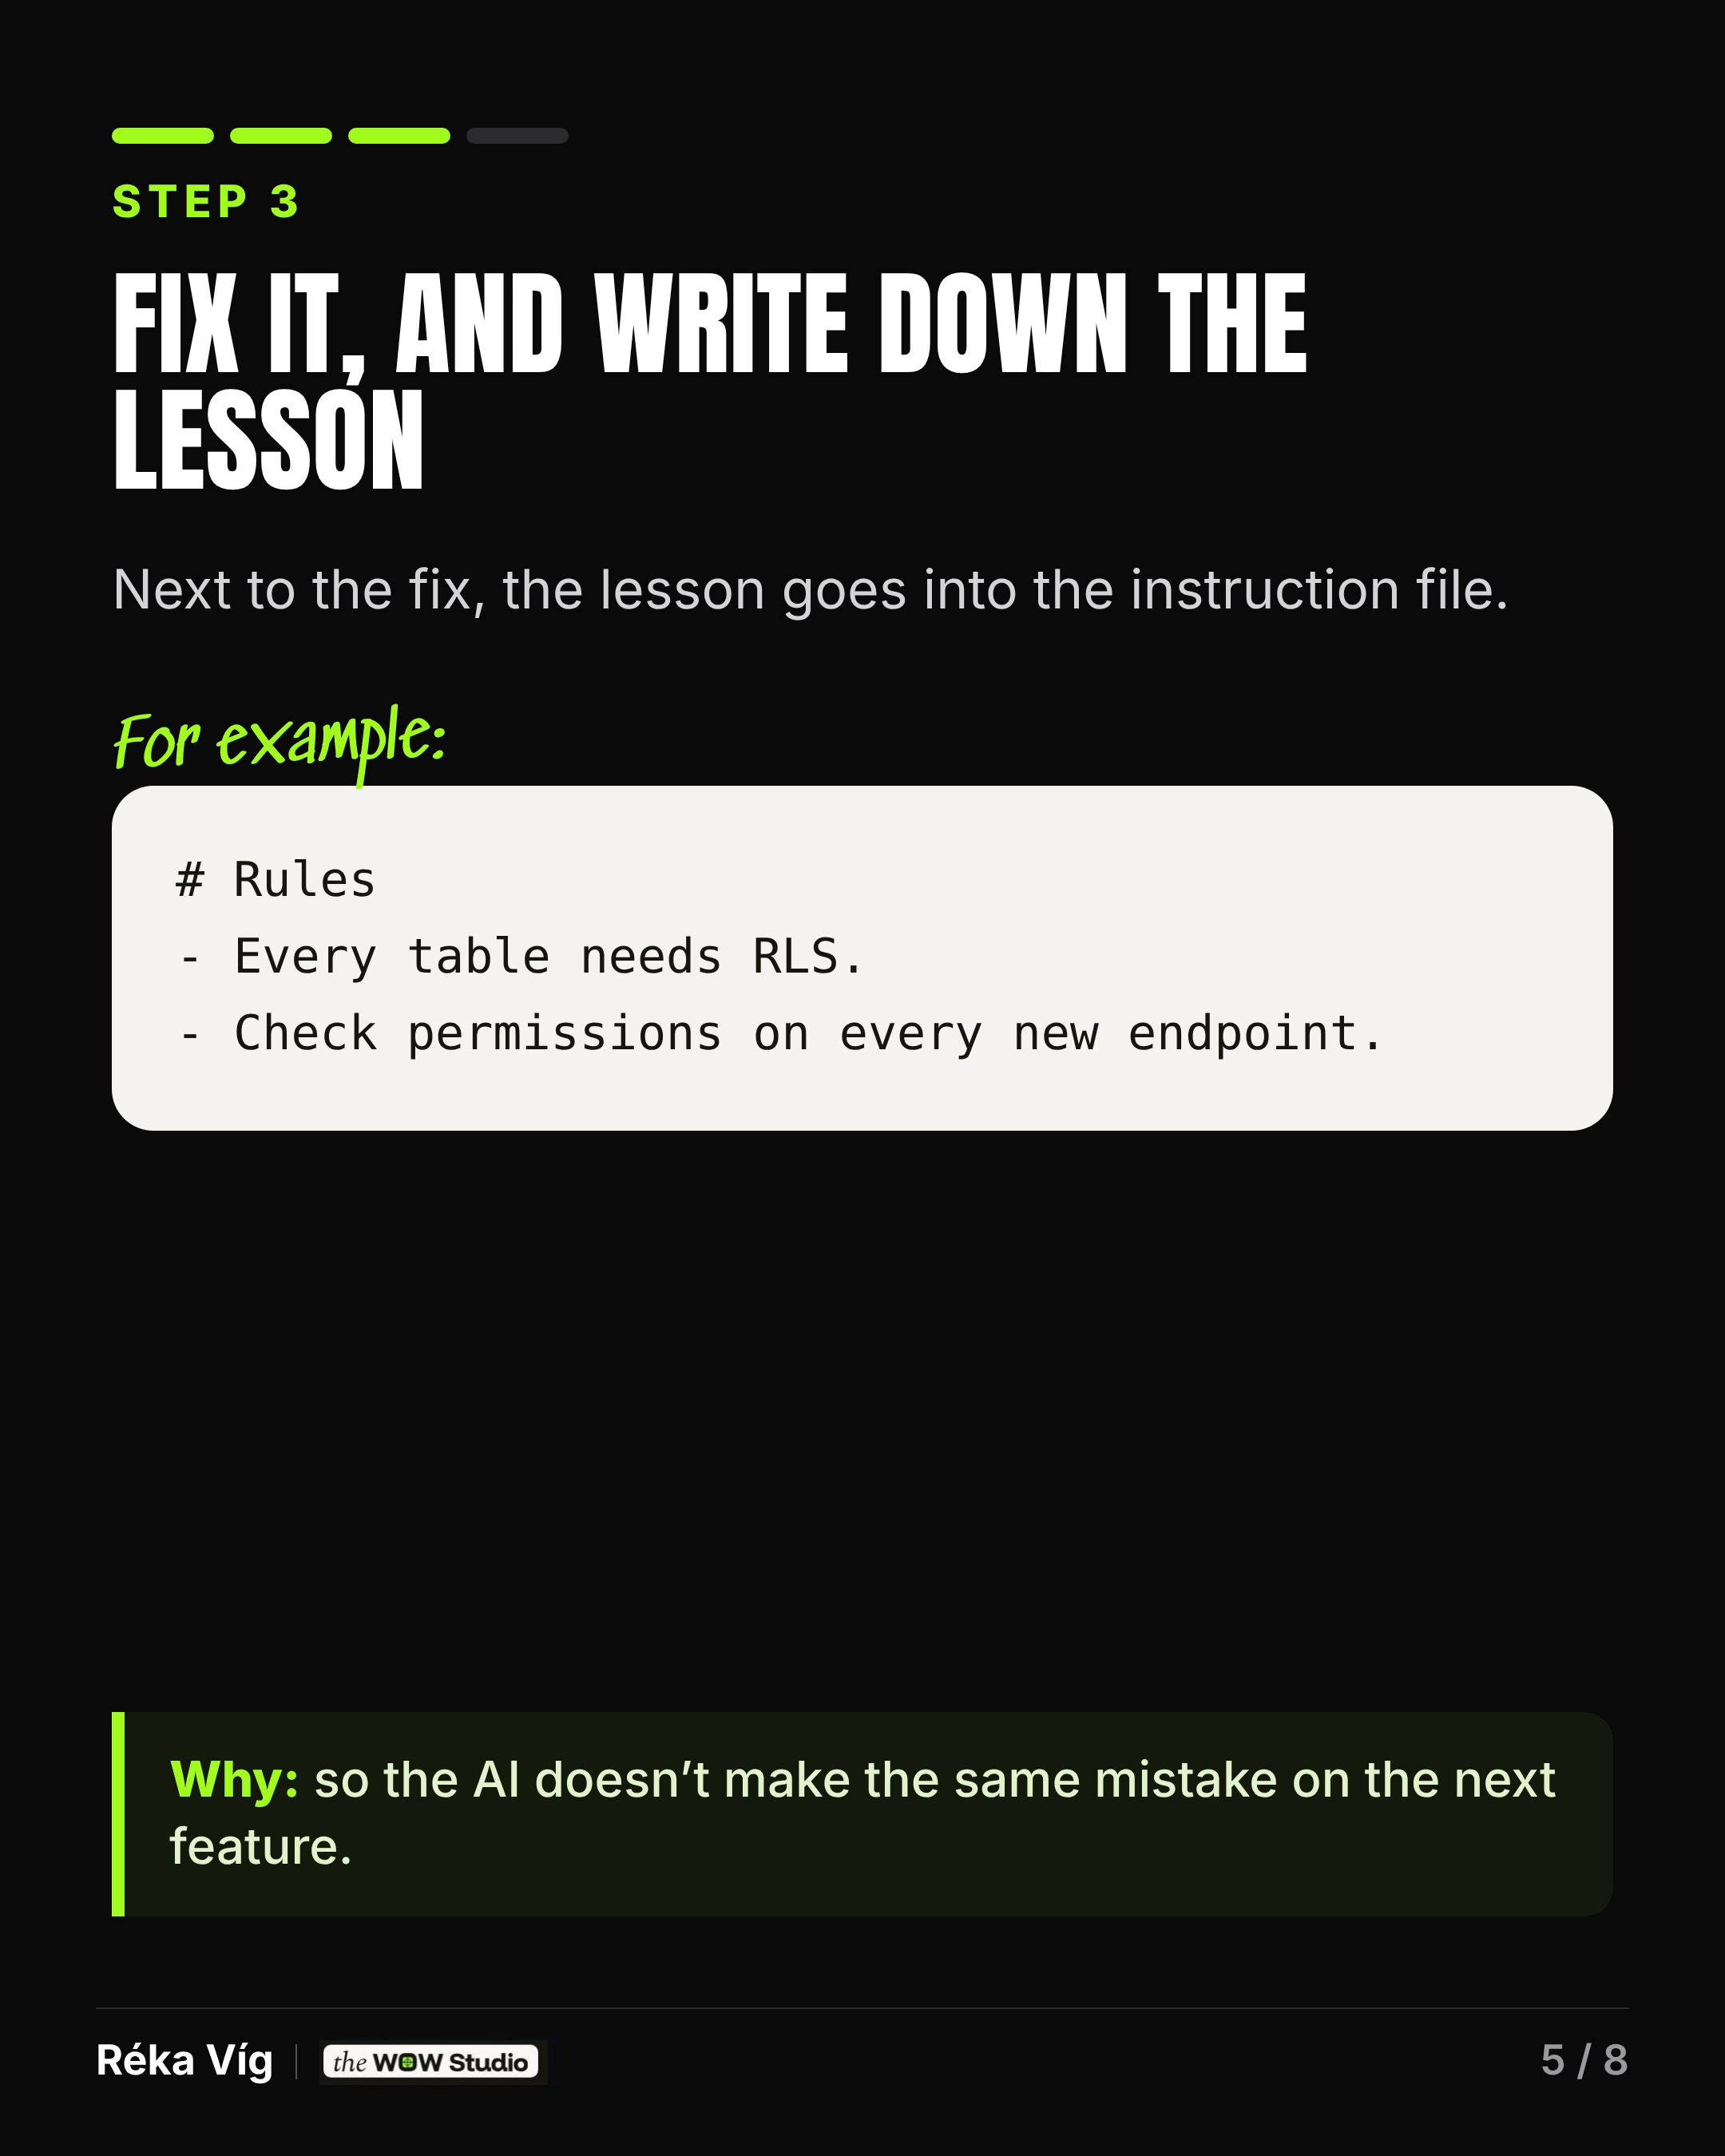 STEP 3
FIX IT, AND WRITE DOWN THE
LESSON
Next to the fix, the lesson goes into the instruction file.
For example:
# Rules
- Every table needs RLS.
- Check permissions on every new endpoint.
Why: so the AI doesn’t make the same mistake on the next
feature.
Réka Víg
the WOW Studio
5 / 8